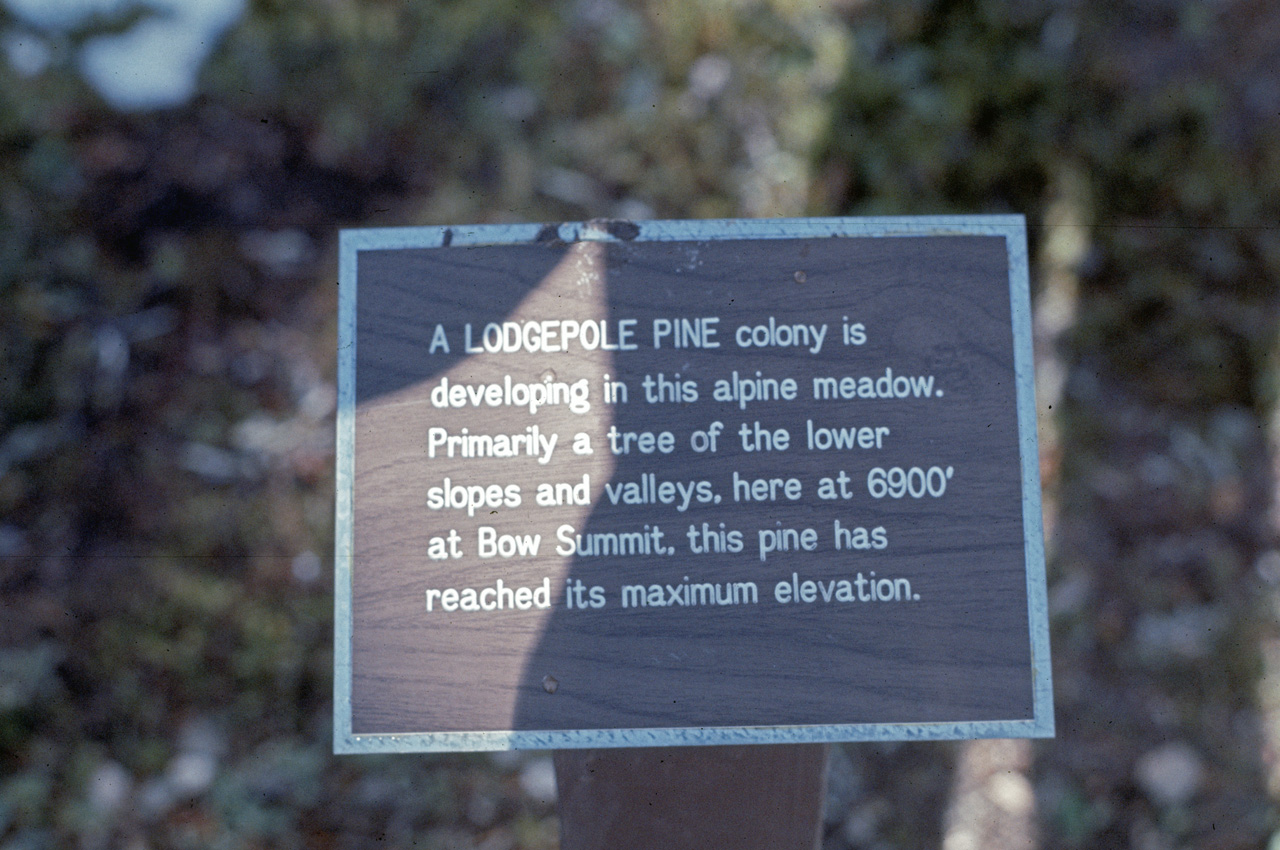 A LODGEPOLE PINE colony is
developing in this alpine meadow.
Primarily a tree of the lower
slopes and valleys, here at 6900'
at Bow Summit, this pine has
reached its maximum elevation.